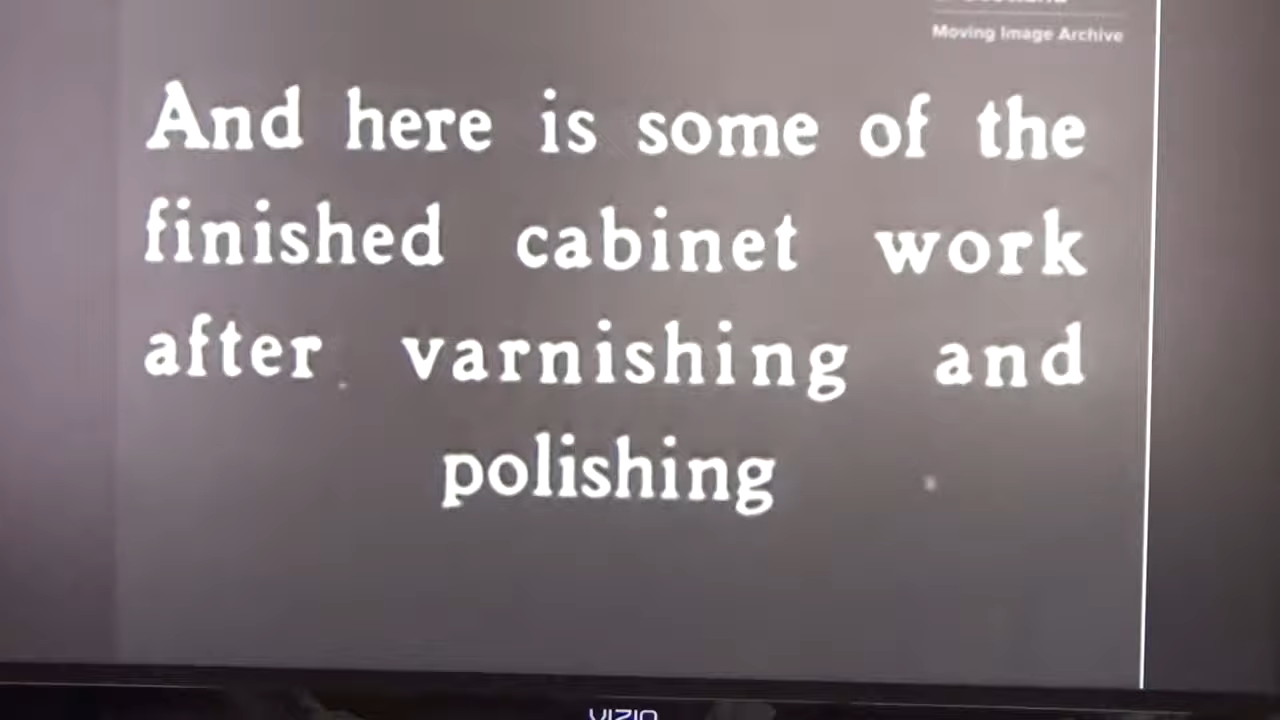 Moving Image Archive
And here is some of the
finished cabinet work
after varnishing and
polishing
VIZIO